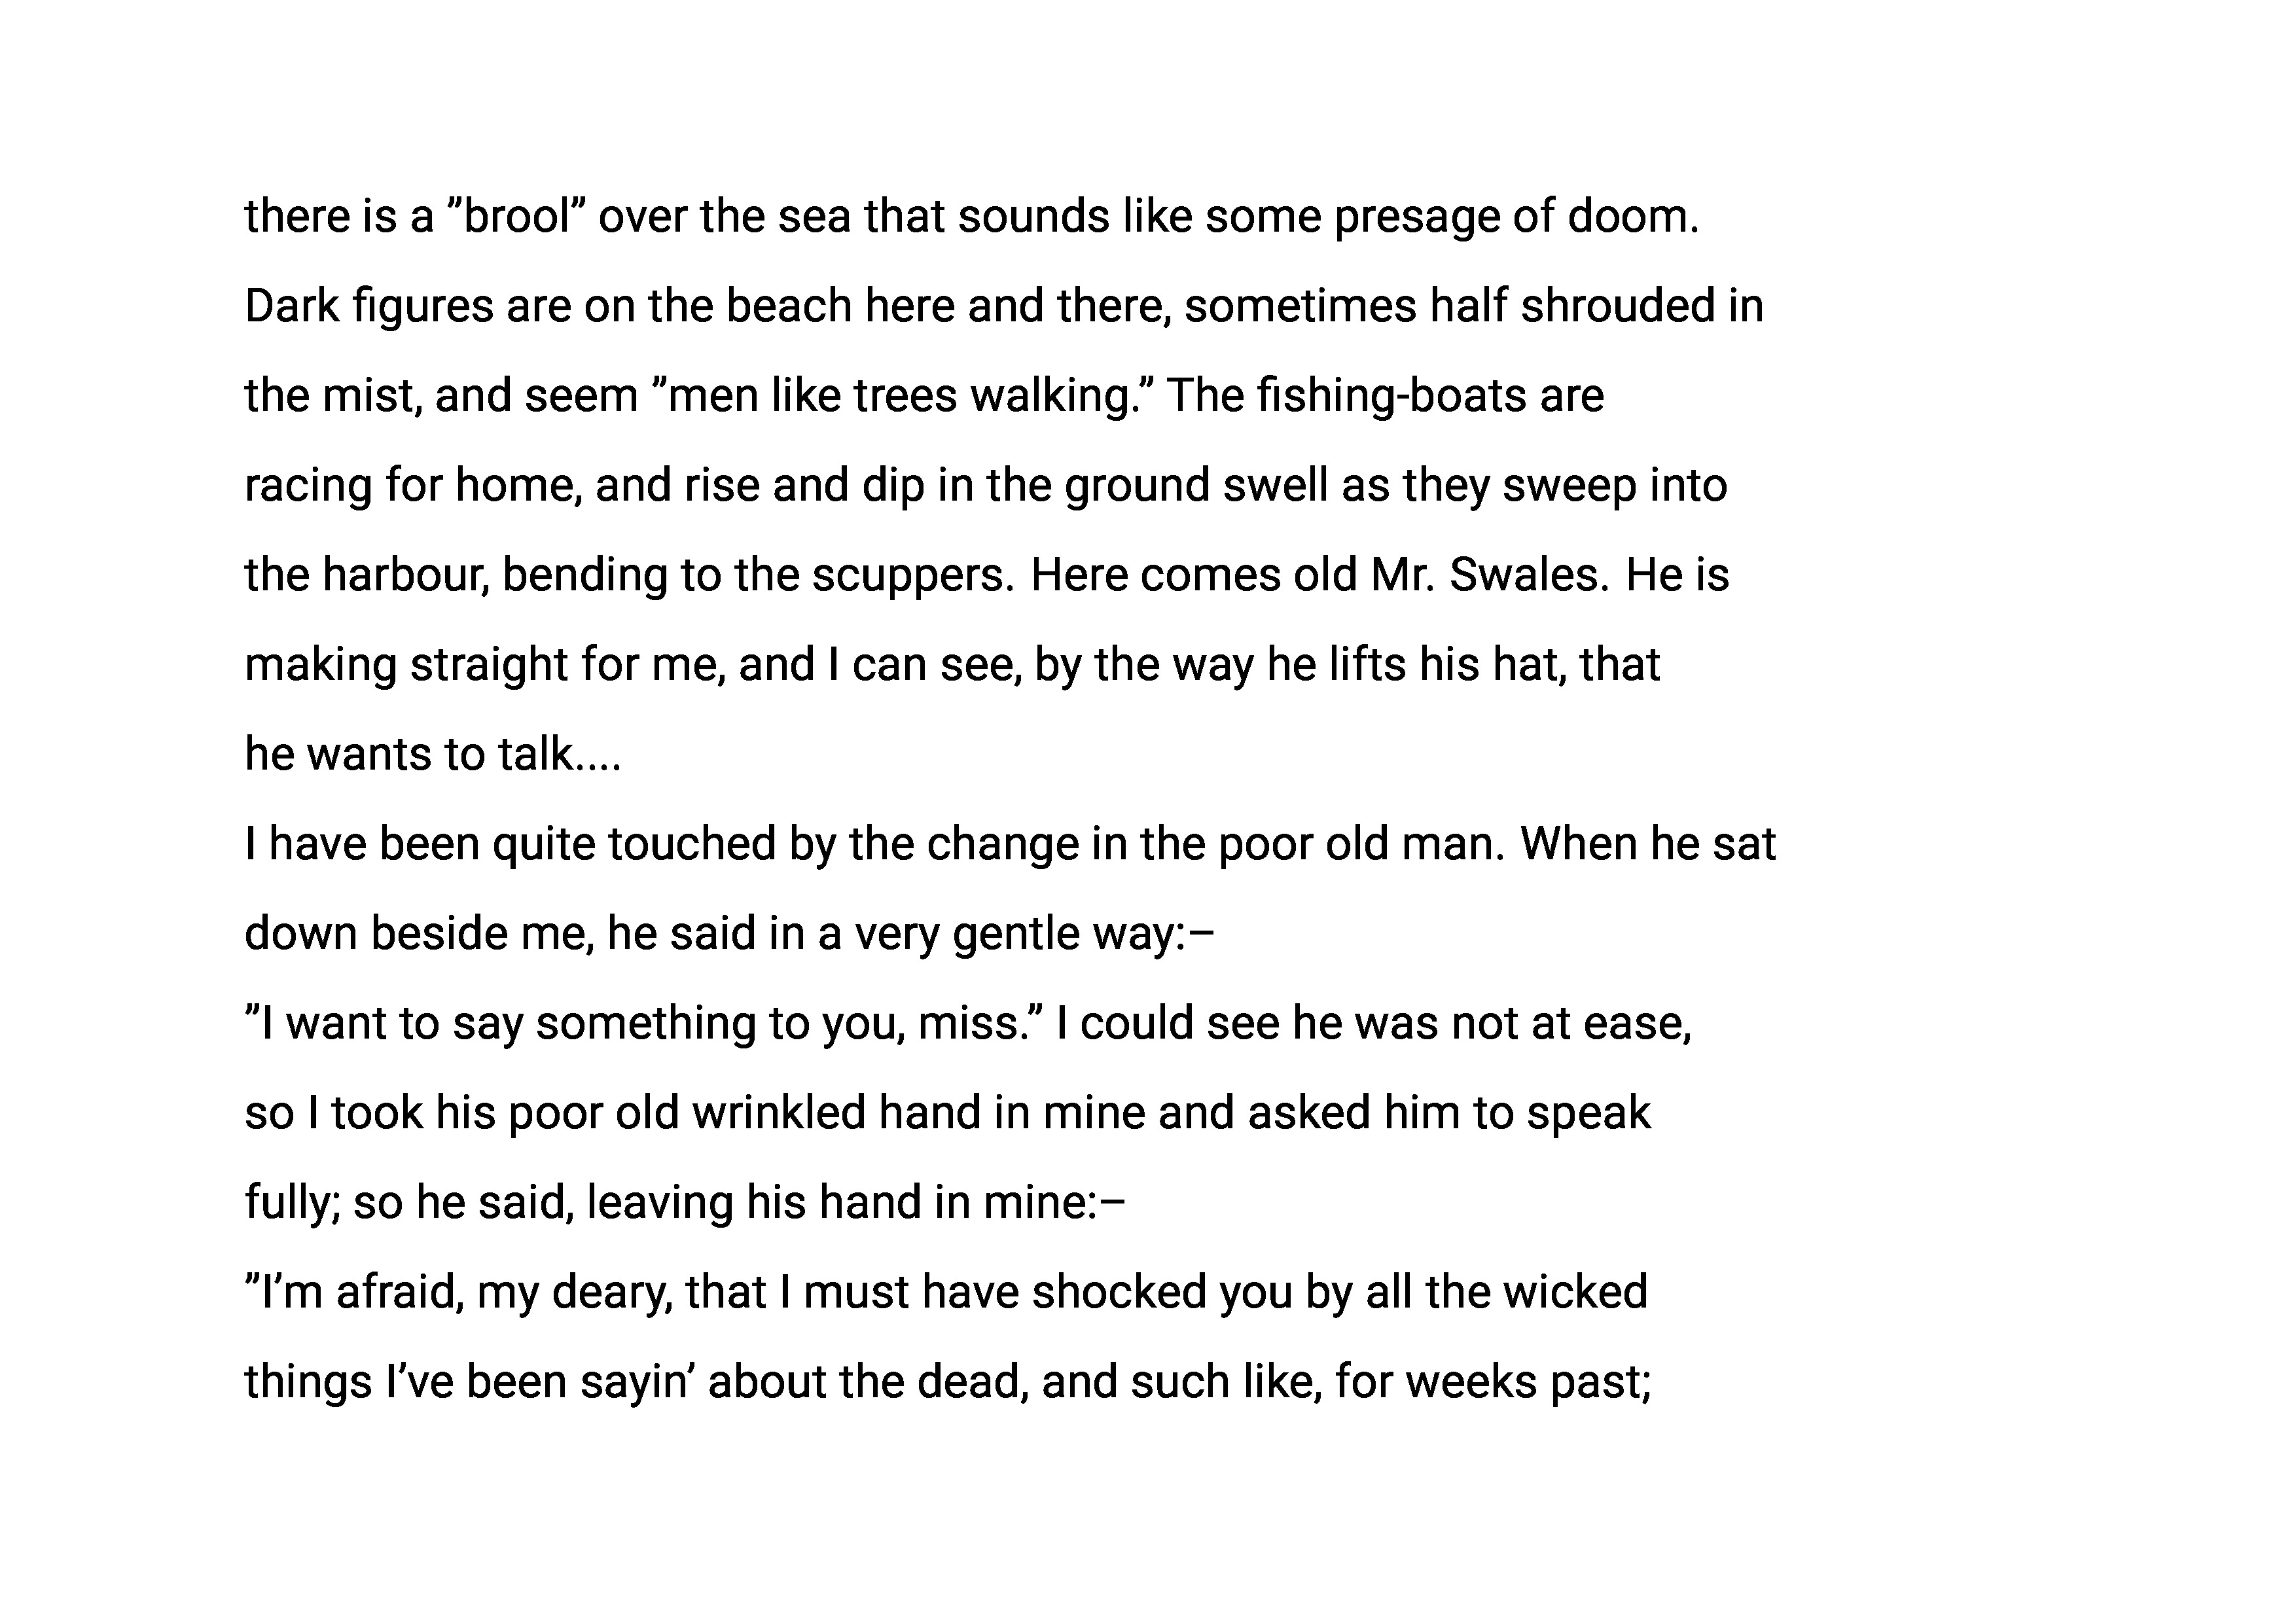 there is a ”brool” over the sea that sounds like some presage of doom.
Dark figures are on the beach here and there, sometimes half shrouded in
the mist, and seem ”men like trees walking.” The fishing-boats are
racing for home, and rise and dip in the ground swell as they sweep into
the harbour, bending to the scuppers. Here comes old Mr. Swales. He is
making straight for me, and I can see, by the way he lifts his hat, that
he wants to talk....
I have been quite touched by the change in the poor old man. When he sat
down beside me, he said in a very gentle way:–
”I want to say something to you, miss.” I could see he was not at ease,
so I took his poor old wrinkled hand in mine and asked him to speak
fully; so he said, leaving his hand in mine:–
”I’m afraid, my deary, that I must have shocked you by all the wicked
things I’ve been sayin’ about the dead, and such like, for weeks past;